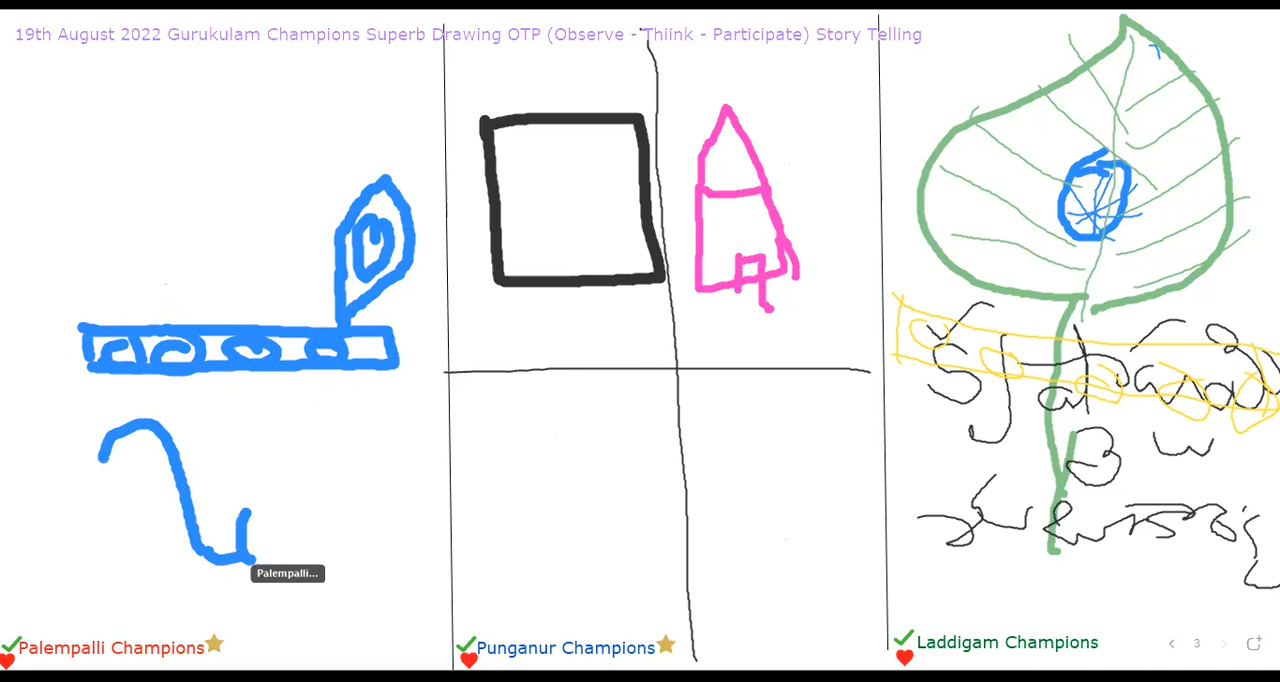 19th August 2022 Gurukulam Champions Superb Drawing OTP (Observe - Thiink - Participate) Story Telling
Palempalli...
Palempalli Champions
Punganur Champions
Laddigam Champions
3